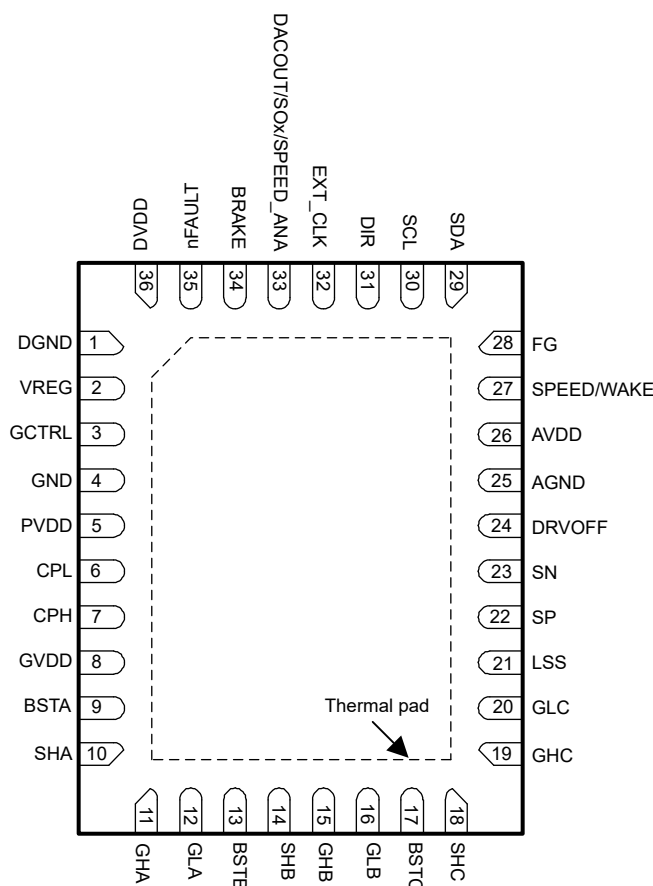 DVDD
nFAULT
BRAKE
DACOUT/SOx/SPEED_ANA
EXT_CLK
DIR
SCL
SDA
36
35
34
33
32
31
30
29
DGND 1
VREG 2
GCTRL 3
GND 4
PVDD 5
CPL 6
CPH 7
GVDD 8
BSTA 9
SHA 10
28 FG
27 SPEED/WAKE
26 AVDD
25 AGND
24 DRVOFF
23 SN
22 SP
21 LSS
20 GLC
19 GHC
Thermal pad
11
12
13
14
15
16
17
18
GHA
GLA
BSTB
SHB
GHB
GLB
BSTC
SHC